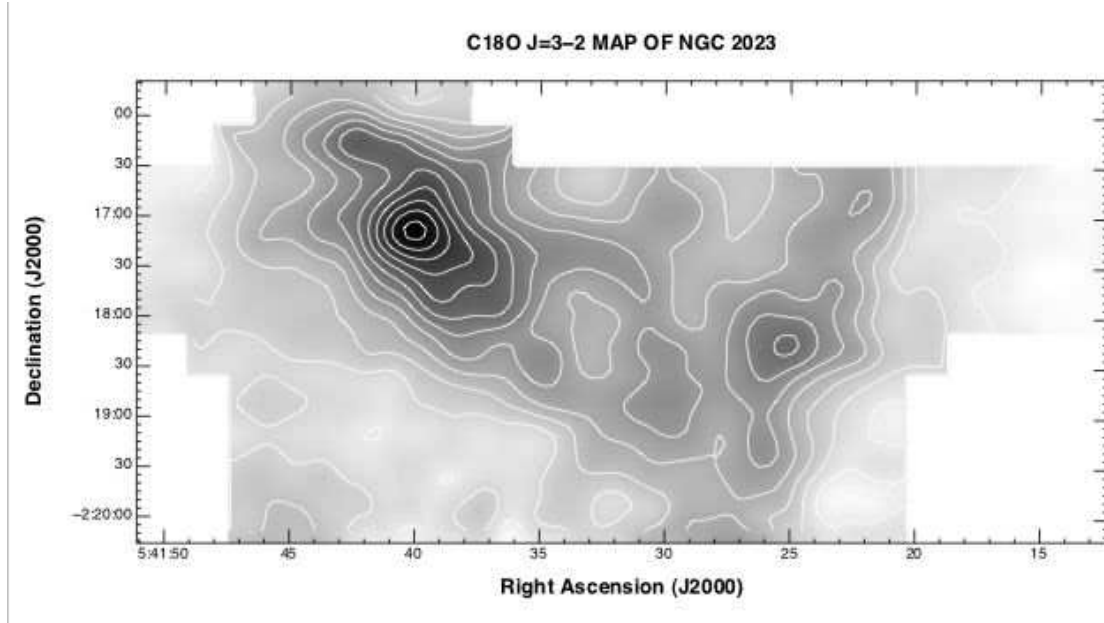 C18O J=3–2 MAP OF NGC 2023
00
30
17:00
30
18:00
30
19:00
30
–2:20:00
Declination (J2000)
5:41:50 45 40 35 30 25 20 15
Right Ascension (J2000)